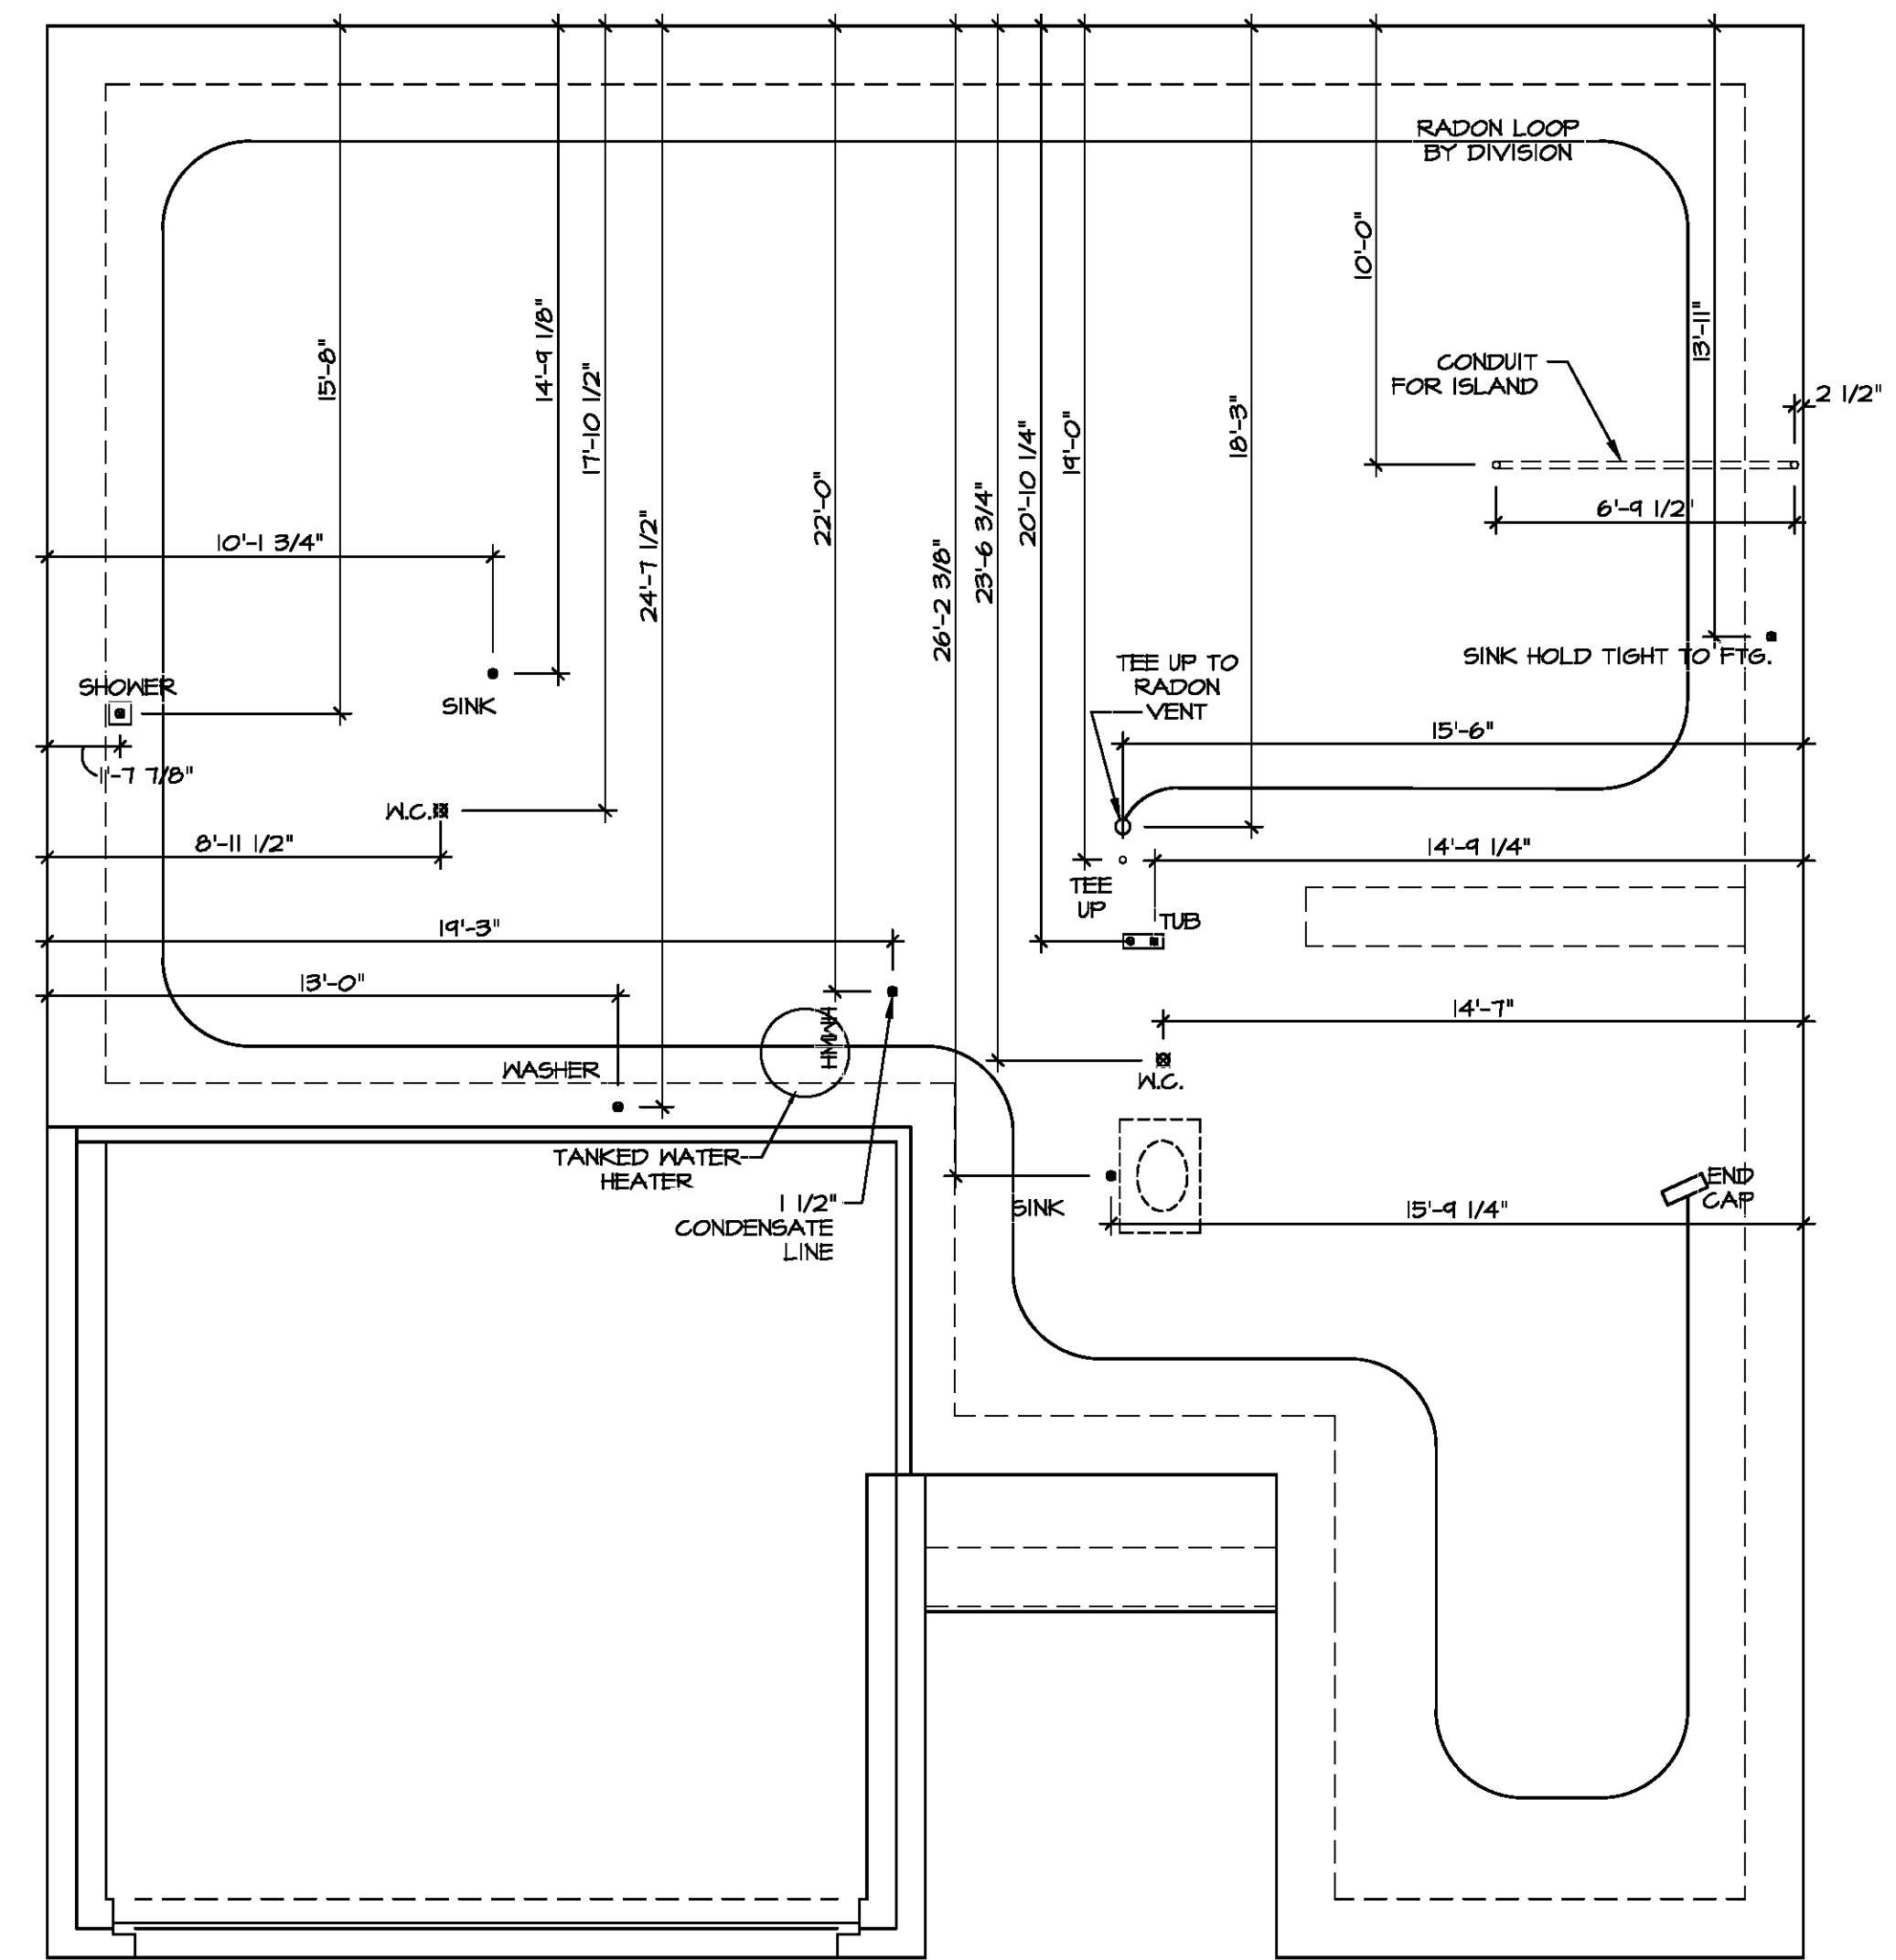 RADON LOOP
BY DIVISION
10'-0"
13'-11"
14'-9 1/8"
15'-8"
17'-10 1/2"
CONDUIT
FOR ISLAND
2 1/2"
18'-3"
19'-0"
20'-10 1/4"
22'-0"
23'-6 3/4"
24'-7 1/2"
26'-2 3/8"
6'-9 1/2"
10'-1 3/4"
SINK HOLD TIGHT TO FTG.
TEE UP TO
RADON
VENT
SHOWER
SINK
15'-6"
1'-7 7/8"
W.C.
8'-11 1/2"
14'-9 1/4"
TEE
UP
TUB
19'-3"
13'-0"
14'-7"
HWH
WASHER
W.C.
TANKED WATER
HEATER
END
CAP
1 1/2"
CONDENSATE
LINE
SINK
15'-9 1/4"